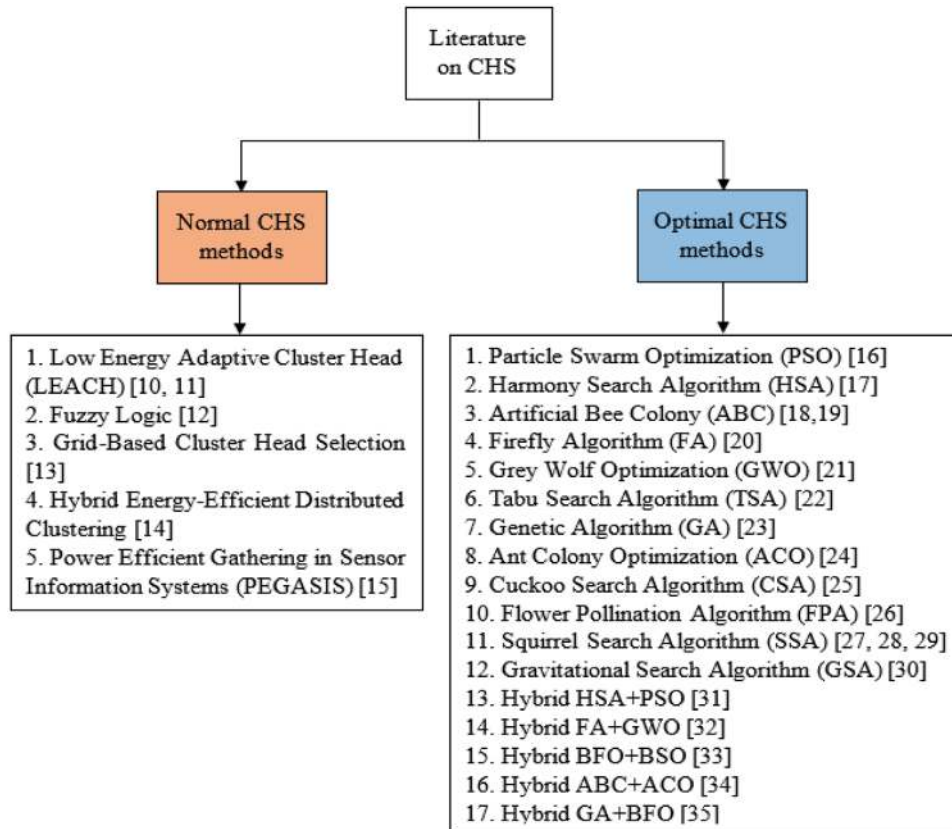 Literature
on CHS
Normal CHS
methods
Optimal CHS
methods
1. Low Energy Adaptive Cluster Head
(LEACH) [10, 11]
2. Fuzzy Logic [12]
3. Grid-Based Cluster Head Selection
[13]
4. Hybrid Energy-Efficient Distributed
Clustering [14]
5. Power Efficient Gathering in Sensor
Information Systems (PEGASIS) [15]
1. Particle Swarm Optimization (PSO) [16]
2. Harmony Search Algorithm (HSA) [17]
3. Artificial Bee Colony (ABC) [18,19]
4. Firefly Algorithm (FA) [20]
5. Grey Wolf Optimization (GWO) [21]
6. Tabu Search Algorithm (TSA) [22]
7. Genetic Algorithm (GA) [23]
8. Ant Colony Optimization (ACO) [24]
9. Cuckoo Search Algorithm (CSA) [25]
10. Flower Pollination Algorithm (FPA) [26]
11. Squirrel Search Algorithm (SSA) [27, 28, 29]
12. Gravitational Search Algorithm (GSA) [30]
13. Hybrid HSA+PSO [31]
14. Hybrid FA+GWO [32]
15. Hybrid BFO+BSO [33]
16. Hybrid ABC+ACO [34]
17. Hybrid GA+BFO [35]